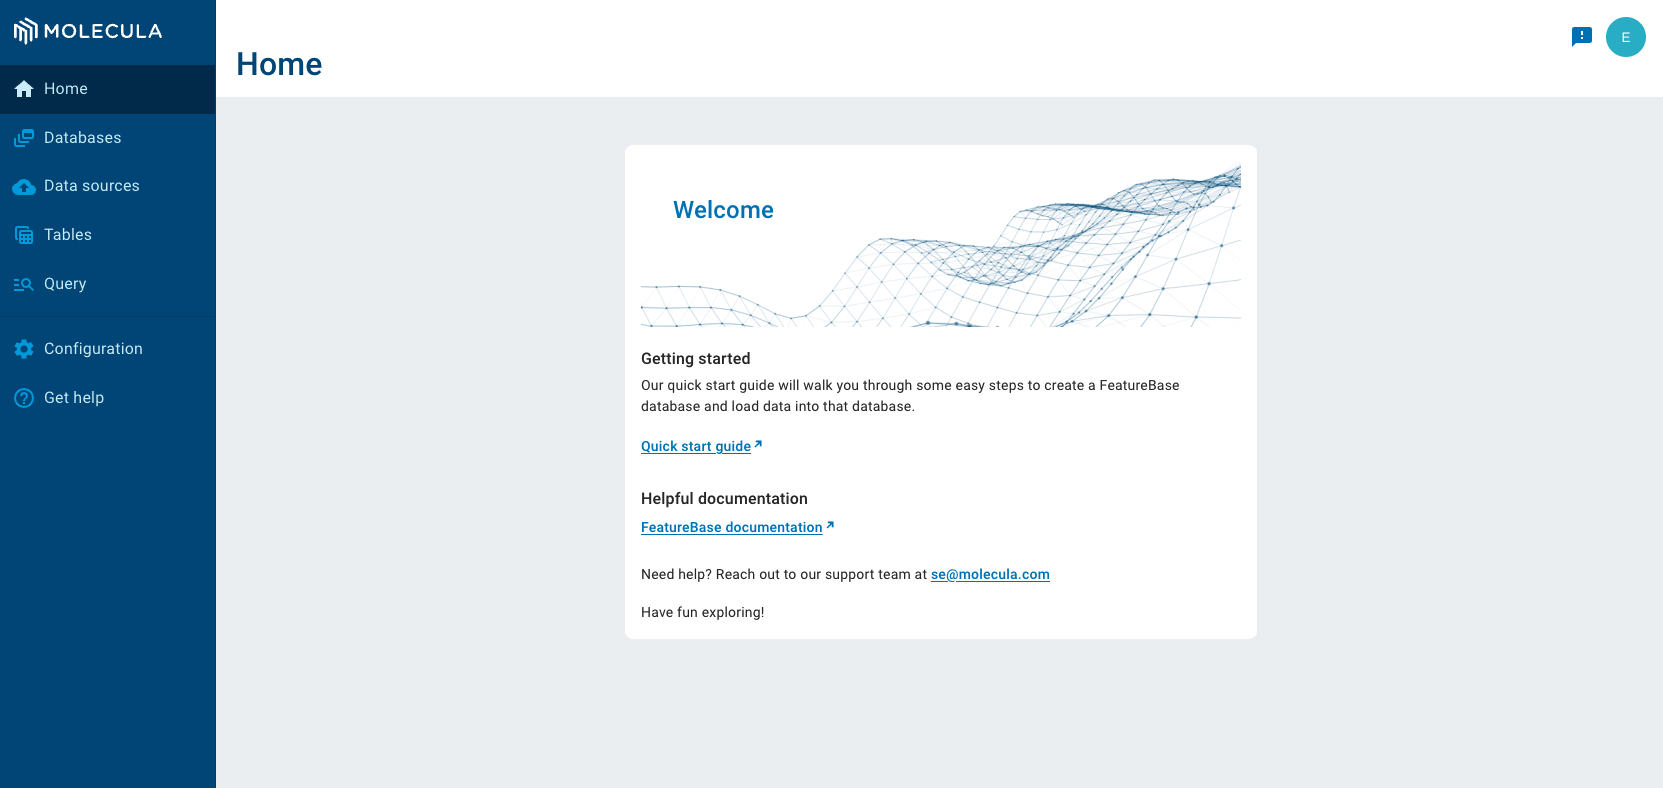 MOLECULA
Home
Databases
Data sources
Tables
Query
Configuration
Get help
Home
E
Welcome
Getting started
Our quick start guide will walk you through some easy steps to create a FeatureBase
database and load data into that database.
Quick start guide
Helpful documentation
FeatureBase documentation
Need help? Reach out to our support team at se@molecula.com
Have fun exploring!